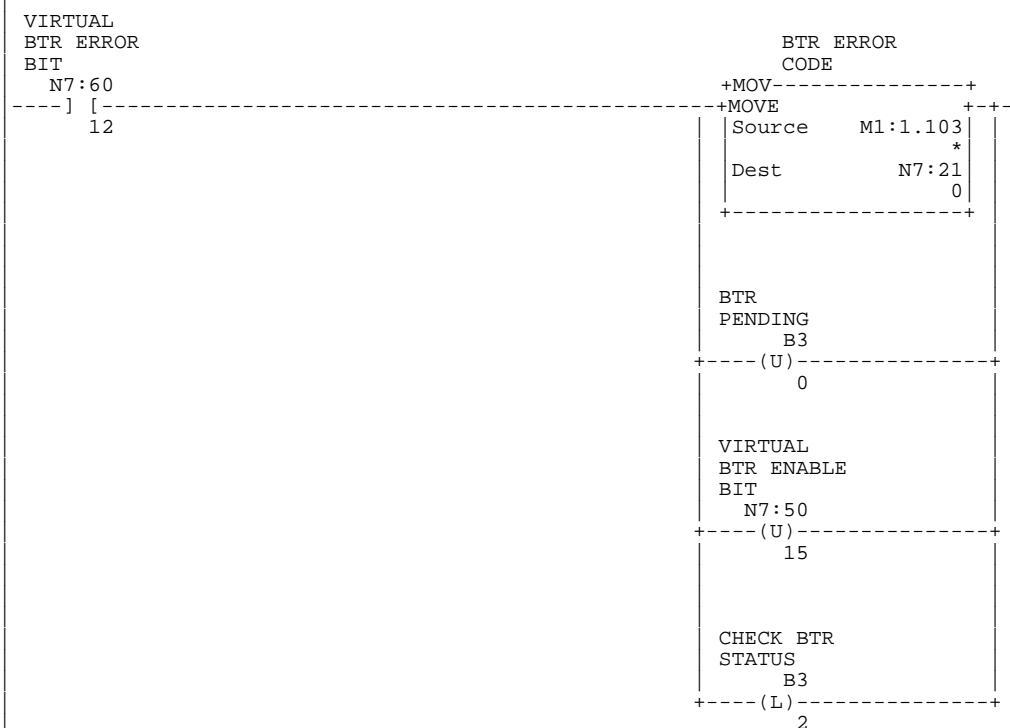 VIRTUAL
BTR ERROR
BIT
N7:60
----] [----
12
BTR ERROR
CODE
+MOV---------------+
+MOVE +-+-
Source M1:1.103
*
Dest N7:21
0
+------------------+
BTR
PENDING
B3
+----(U)---------------+
0
VIRTUAL
BTR ENABLE
BIT
N7:50
+----(U)---------------+
15
CHECK BTR
STATUS
B3
+----(L)---------------+
2